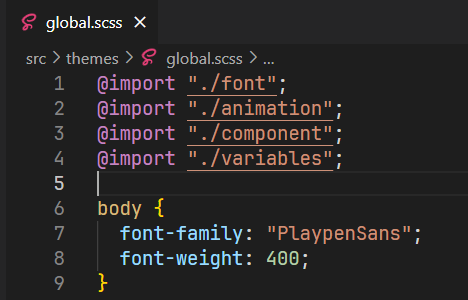 global.scss ×
src > themes > global.scss > ...
1 @import "./font";
2 @import "./animation";
3 @import "./component";
4 @import "./variables";
5
6 body {
7   font-family: "PlaypenSans";
8   font-weight: 400;
9 }